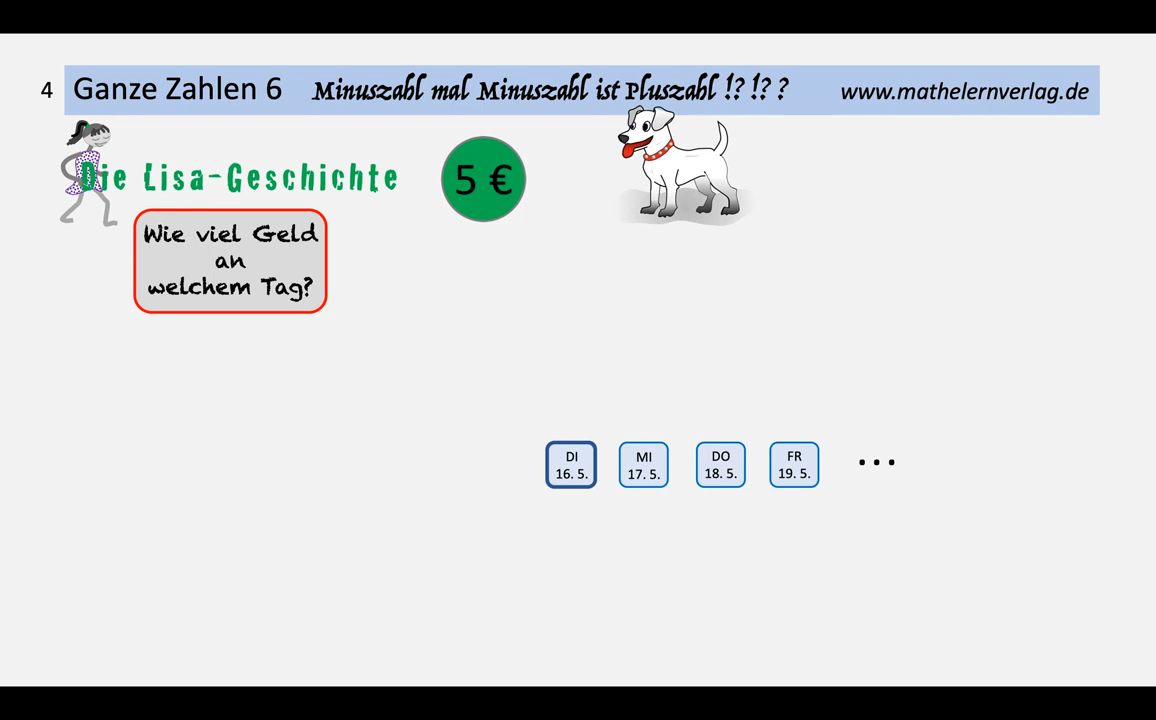 4 Ganze Zahlen 6 Minuszahl mal Minuszahl ist Pluszahl !? !? ? www.mathelernverlag.de
Die Lisa-Geschichte 5 €
Wie viel Geld
an
welchem Tag?
DI MI DO FR
16. 5. 17. 5. 18. 5. 19. 5. ...